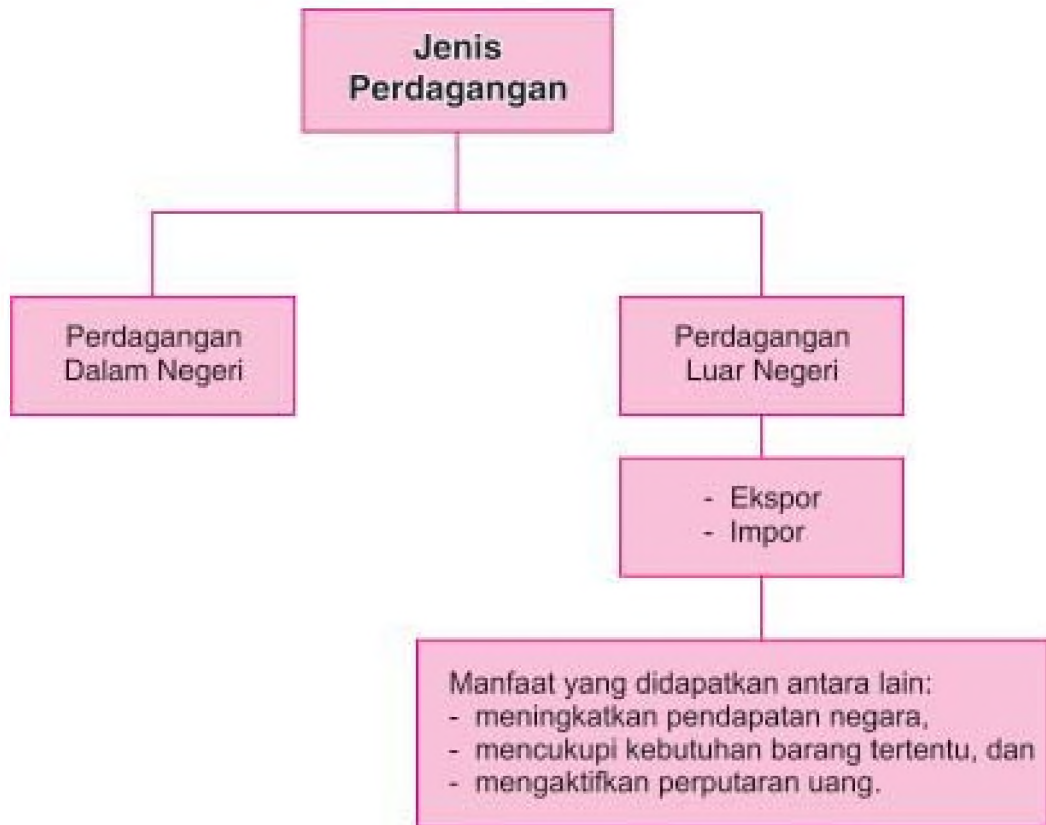 Jenis
Perdagangan
Perdagangan
Dalam Negeri
Perdagangan
Luar Negeri
- Ekspor
- Impor
Manfaat yang didapatkan antara lain:
- meningkatkan pendapatan negara,
- mencukupi kebutuhan barang tertentu, dan
- mengaktifkan perputaran uang.